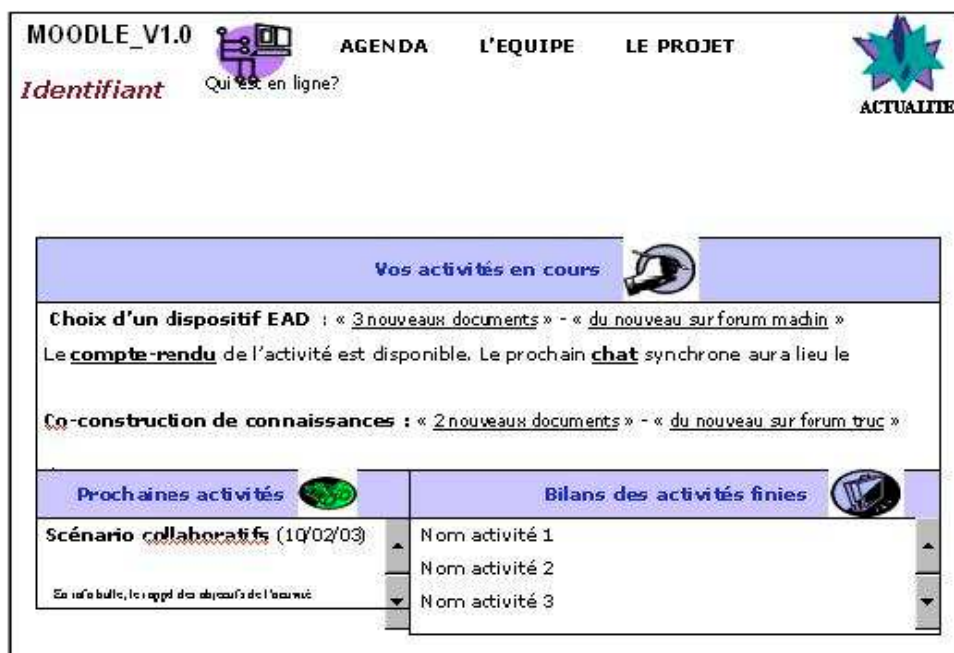 MOODLE_V1.0
AGENDA L'EQUIPE LE PROJET
Identifiant
Qui est en ligne?
ACTUALITE
Vos activités en cours
Choix d'un dispositif EAD : « 3 nouveaux documents » - « du nouveau sur forum machin »
Le compte-rendu de l'activité est disponible. Le prochain chat synchrone aura lieu le
Co-construction de connaissances : « 2 nouveaux documents » - « du nouveau sur forum truc »
Prochaines activités
Bilans des activités finies
Scénario collaboratifs (10/02/03)
Nom activité 1
Nom activité 2
Nom activité 3